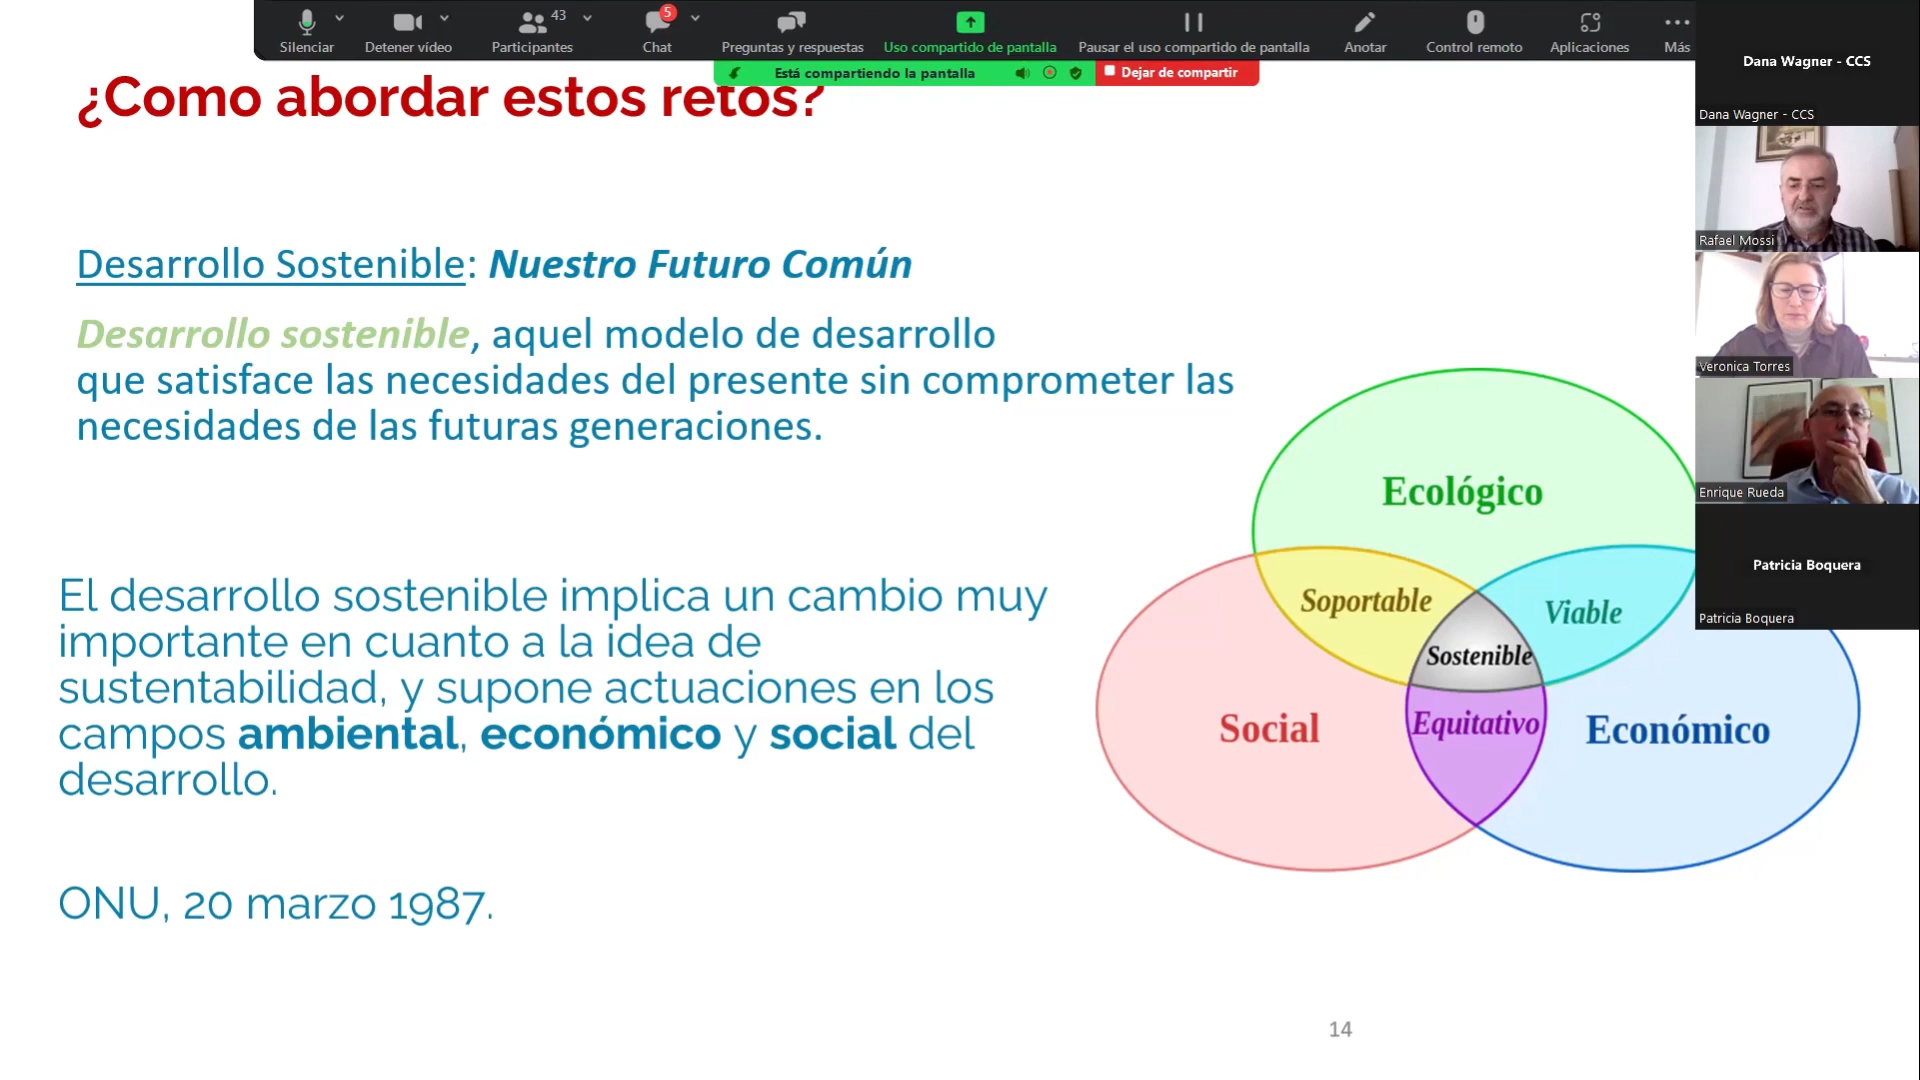 Silenciar
Detener vídeo
43
Participantes
5
Chat
Preguntas y respuestas
Uso compartido de pantalla
Pausar el uso compartido de pantalla
Anotar
Control remoto
Aplicaciones
Más
Está compartiendo la pantalla
Dejar de compartir
¿Como abordar estos retos?
Desarrollo Sostenible: Nuestro Futuro Común
Desarrollo sostenible, aquel modelo de desarrollo
que satisface las necesidades del presente sin comprometer las
necesidades de las futuras generaciones.
El desarrollo sostenible implica un cambio muy
importante en cuanto a la idea de
sustentabilidad, y supone actuaciones en los
campos ambiental, económico y social del
desarrollo.
ONU, 20 marzo 1987.
Ecológico
Soportable
Viable
Sostenible
Social
Equitativo
Económico
14
Dana Wagner - CCS
Dana Wagner - CCS
Rafael Mossi
Veronica Torres
Enrique Rueda
Patricia Boquera
Patricia Boquera